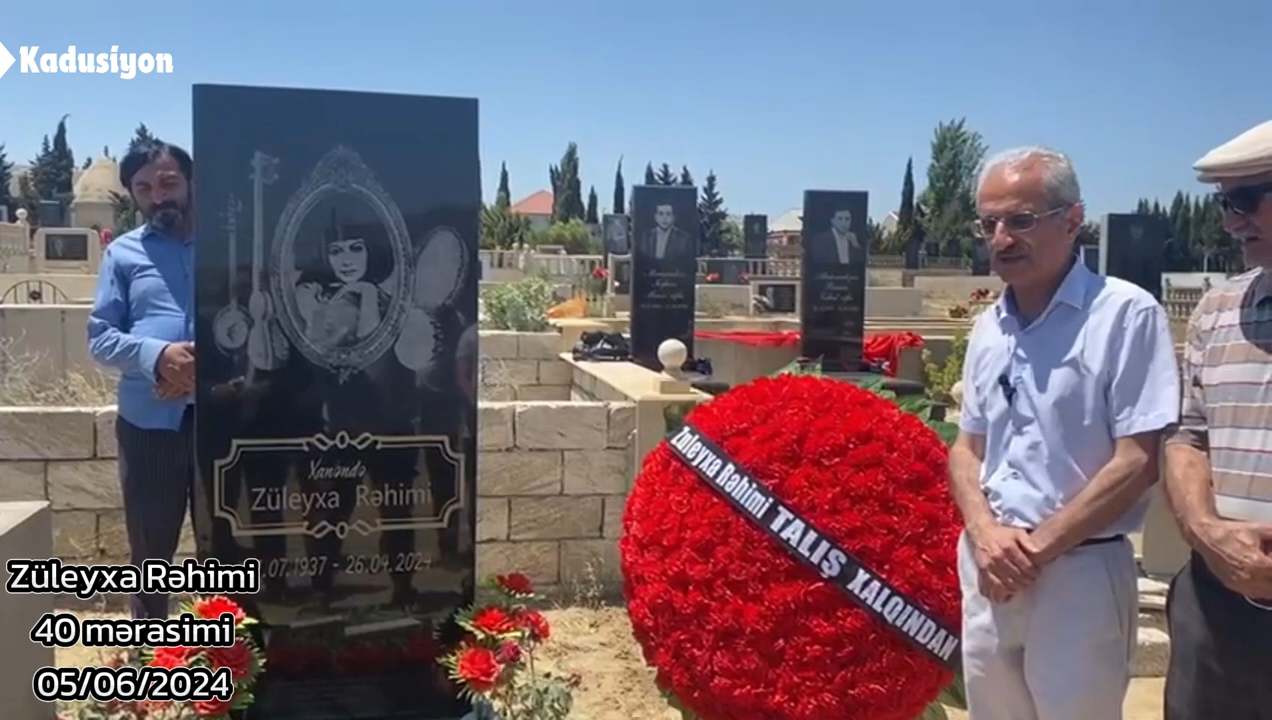 Kadusiyon
Xanəndə
Züleyxa Rəhimi
.07.1937 - 26.04.2024
Zuleyxa Rəhimi TALIŞ XALQINDAN
Züleyxa Rəhimi
40 mərasimi
05/06/2024